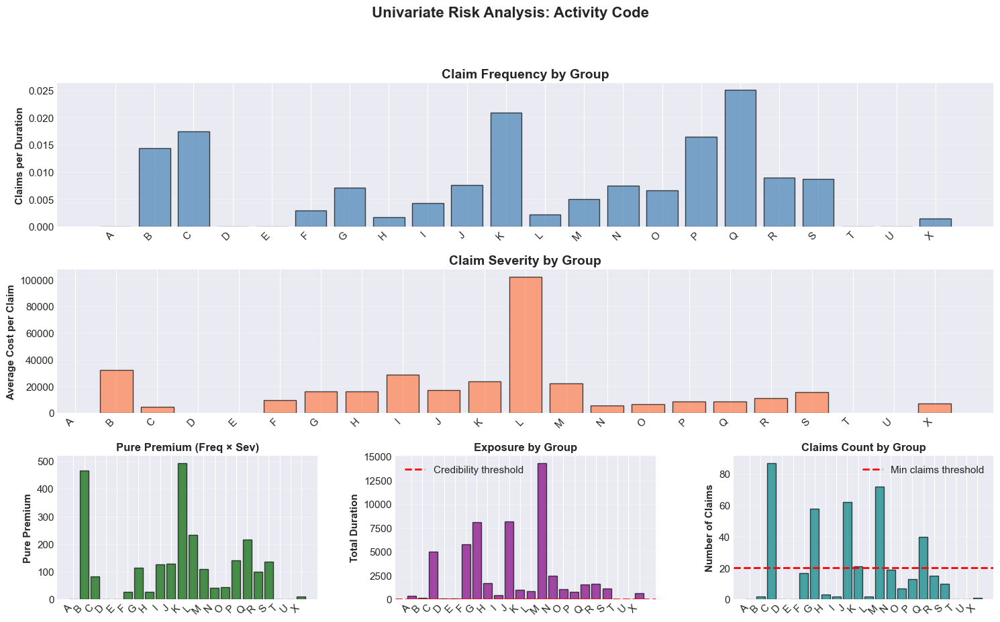 Univariate Risk Analysis: Activity Code
Claim Frequency by Group
Claims per Duration
0.025
0.020
0.015
0.010
0.005
0.000
A B C D E F G H I J K L M N O P Q R S T U X
Claim Severity by Group
Average Cost per Claim
100000
80000
60000
40000
20000
0
A B C D E F G H I J K L M N O P Q R S T U X
Pure Premium (Freq × Sev)
Pure Premium
500
400
300
200
100
0
A B C D E F G H I J K L M N O P Q R S T U X
Exposure by Group
Total Duration
15000
12500
10000
7500
5000
2500
0
Credibility threshold
A B C D E F G H I J K L M N O P Q R S T U X
Claims Count by Group
Number of Claims
80
60
40
20
0
Min claims threshold
A B C D E F G H I J K L M N O P Q R S T U X